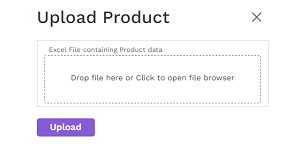 Upload Product
Excel File containing Product data
Drop file here or Click to open file browser
Upload